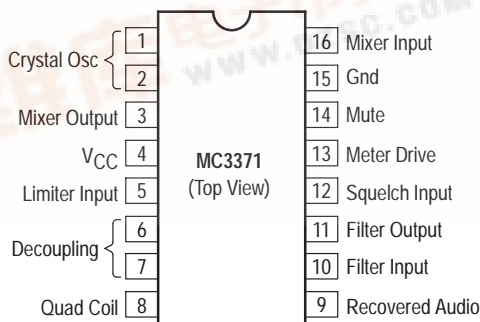 Crystal Osc
1
2
Mixer Output 3
VCC 4
Limiter Input 5
Decoupling
6
7
Quad Coil 8
MC3371
(Top View)
16 Mixer Input
15 Gnd
14 Mute
13 Meter Drive
12 Squelch Input
11 Filter Output
10 Filter Input
9 Recovered Audio